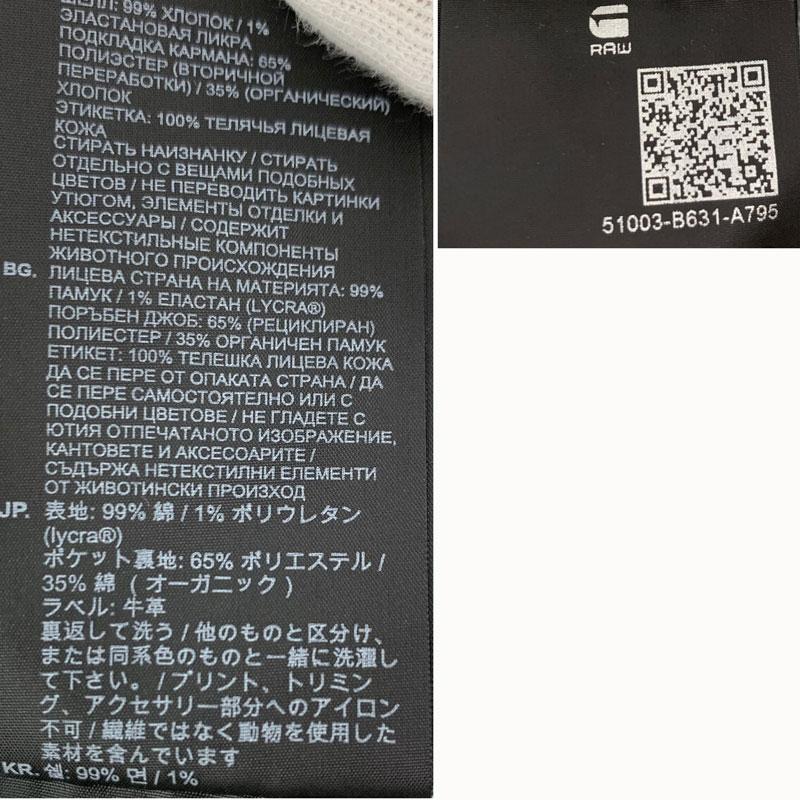 ШЕЛЛ: 99% ХЛОПОК / 1%
ЭЛАСТАНОВАЯ ЛИКРА
ПОДКЛАДКА КАРМАНА: 65%
ПОЛИЭСТЕР (ВТОРИЧНОЙ
ПЕРЕРАБОТКИ) / 35% (ОРГАНИЧЕСКИЙ)
ХЛОПОК
ЭТИКЕТКА: 100% ТЕЛЯЧЬЯ ЛИЦЕВАЯ
КОЖА
СТИРАТЬ НАИЗНАНКУ / СТИРАТЬ
ОТДЕЛЬНО С ВЕЩАМИ ПОДОБНЫХ
ЦВЕТОВ / НЕ ПЕРЕВОДИТЬ КАРТИНКИ
УТЮГОМ, ЭЛЕМЕНТЫ ОТДЕЛКИ И
АКСЕССУАРЫ / СОДЕРЖИТ
НЕТЕКСТИЛЬНЫЕ КОМПОНЕНТЫ
ЖИВОТНОГО ПРОИСХОЖДЕНИЯ
BG. ЛИЦЕВА СТРАНА НА МАТЕРИЯТА: 99%
ПАМУК / 1% ЕЛАСТАН (LYCRA®)
ПОРЪБЕН ДЖОБ: 65% (РЕЦИКЛИРАН)
ПОЛИЕСТЕР / 35% ОРГАНИЧЕН ПАМУК
ЕТИКЕТ: 100% ТЕЛЕШКА ЛИЦЕВА КОЖА
ДА СЕ ПЕРЕ ОТ ОПАКАТА СТРАНА / ДА
СЕ ПЕРЕ САМОСТОЯТЕЛНО ИЛИ С
ПОДОБНИ ЦВЕТОВЕ / НЕ ГЛАДЕТЕ С
ЮТИЯ ОТПЕЧАТАНОТО ИЗОБРАЖЕНИЕ,
КАНТОВЕТЕ И АКСЕСОАРИТЕ /
СЪДЪРЖА НЕТЕКСТИЛНИ ЕЛЕМЕНТИ
ОТ ЖИВОТИНСКИ ПРОИЗХОД
JP. 表地: 99% 綿 / 1% ポリウレタン
(lycra®)
ポケット裏地: 65% ポリエステル /
35% 綿 (オーガニック)
ラベル: 牛革
裏返して洗う / 他のものと区分け、
または同系色のものと一緒に洗濯し
て下さい。 / プリント、トリミン
グ、アクセサリー部分へのアイロン
不可 / 繊維ではなく動物を使用した
素材を含んでいます
KR. 쉘: 99% 면 / 1%
RAW
51003-B631-A795